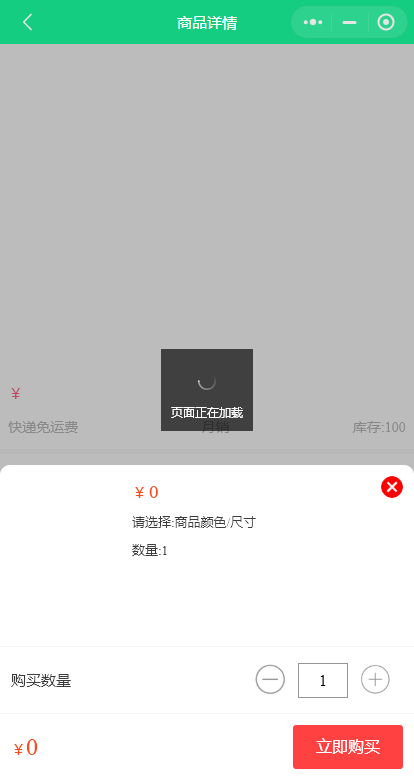 商品详情
页面正在加载
¥
快递免运费 月销 库存:100
¥ 0
请选择:商品颜色/尺寸
数量:1
购买数量 1
¥0 立即购买